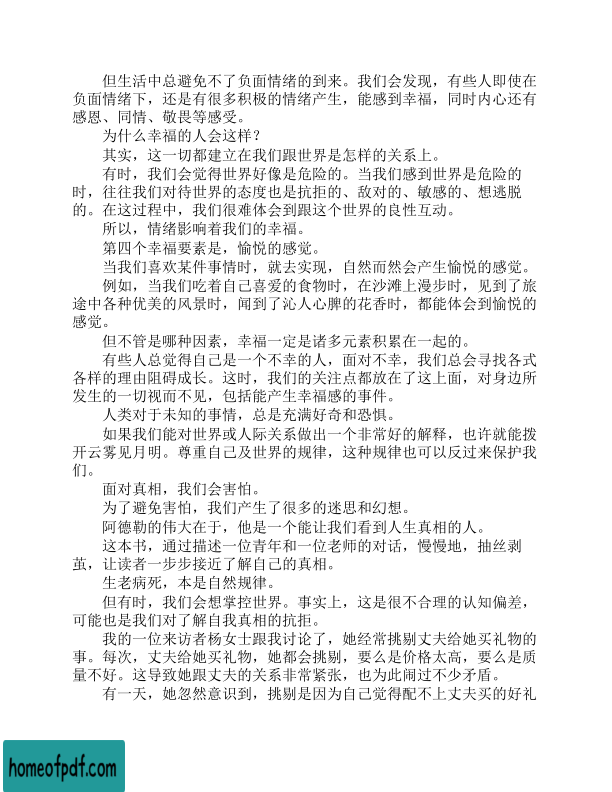 但生活中总避免不了负面情绪的到来。我们会发现，有些人即使在
负面情绪下，还是有很多积极的情绪产生，能感到幸福，同时内心还有
感恩、同情、敬畏等感受。
为什么幸福的人会这样？
其实，这一切都建立在我们跟世界是怎样的关系上。
有时，我们会觉得世界好像是危险的。当我们感到世界是危险的
时，往往我们对待世界的态度也是抗拒的、敌对的、敏感的、想逃脱
的。在这过程中，我们很难体会到跟这个世界的良性互动。
所以，情绪影响着我们的幸福。
第四个幸福要素是，愉悦的感觉。
当我们喜欢某件事情时，就去实现，自然而然会产生愉悦的感觉。
例如，当我们吃着自己喜爱的食物时，在沙滩上漫步时，见到了旅
途中各种优美的风景时，闻到了沁人心脾的花香时，都能体会到愉悦的
感觉。
但不管是哪种因素，幸福一定是诸多元素积累在一起的。
有些人总觉得自己是一个不幸的人，面对不幸，我们总会寻找各式
各样的理由阻碍成长。这时，我们的关注点都放在了这上面，对身边所
发生的一切视而不见，包括能产生幸福感的事件。
人类对于未知的事情，总是充满好奇和恐惧。
如果我们能对世界或人际关系做出一个非常好的解释，也许就能拨
开云雾见月明。尊重自己及世界的规律，这种规律也可以反过来保护我
们。
面对真相，我们会害怕。
为了避免害怕，我们产生了很多的迷思和幻想。
阿德勒的伟大在于，他是一个能让我们看到人生真相的人。
这本书，通过描述一位青年和一位老师的对话，慢慢地，抽丝剥
茧，让读者一步步接近了解自己的真相。
生老病死，本是自然规律。
但有时，我们会想掌控世界。事实上，这是很不合理的认知偏差，
可能也是我们对了解自我真相的抗拒。
我的一位来访者杨女士跟我讨论了，她经常挑剔丈夫给她买礼物的
事。每次，丈夫给她买礼物，她都会挑剔，要么是价格太高，要么是质
量不好。这导致她跟丈夫的关系非常紧张，也为此闹过不少矛盾。
有一天，她忽然意识到，挑剔是因为自己觉得配不上丈夫买的好礼
homeofpdf.com